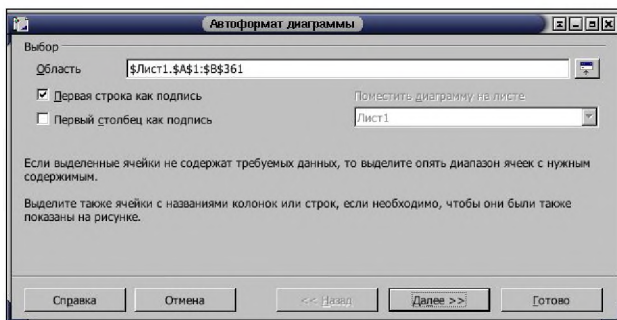 Автоформат диаграммы
Выбор
Область
$Лист1.$A$1:$B$361
Первая строка как подпись
Поместить диаграмму на листе
Первый столбец как подпись
Лист1
Если выделенные ячейки не содержат требуемых данных, то выделите опять диапазон ячеек с нужным
содержимым.
Выделите также ячейки с названиями колонок или строк, если необходимо, чтобы они были также
показаны на рисунке.
Справка
Отмена
<< Назад
Далее >>
Готово